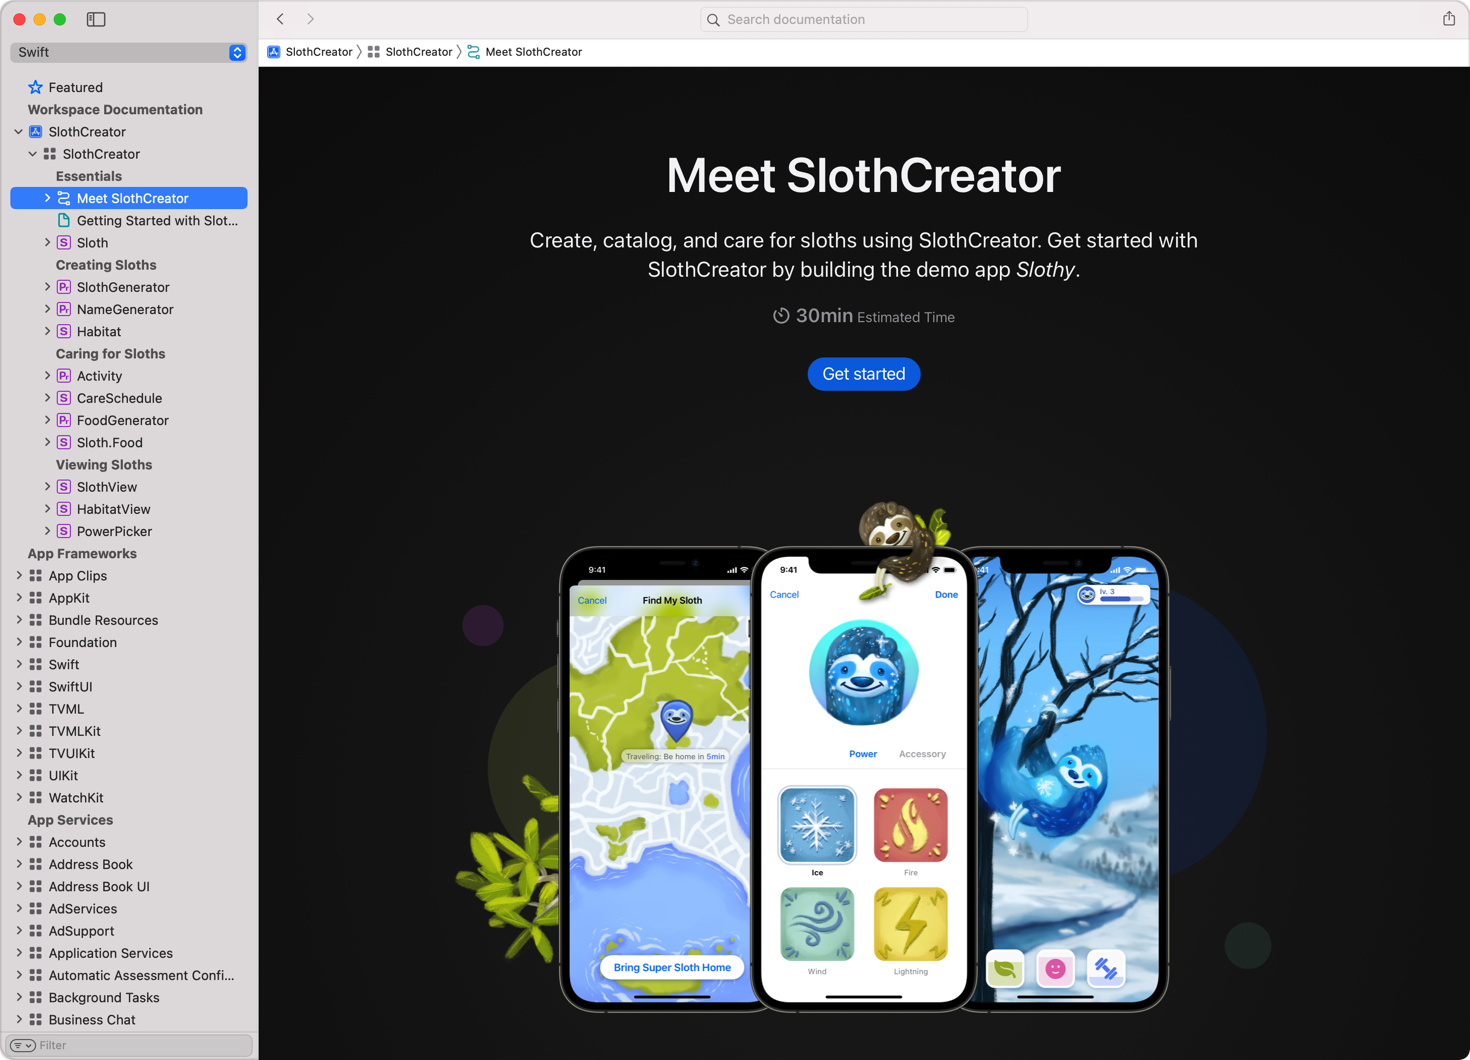 Search documentation
Swift
SlothCreator
SlothCreator
Meet SlothCreator
Featured
Workspace Documentation
SlothCreator
SlothCreator
Essentials
Meet SlothCreator
Getting Started with Slot...
S Sloth
Creating Sloths
Pr SlothGenerator
Pr NameGenerator
S Habitat
Caring for Sloths
Pr Activity
S CareSchedule
Pr FoodGenerator
S Sloth.Food
Viewing Sloths
S SlothView
S HabitatView
S PowerPicker
App Frameworks
App Clips
AppKit
Bundle Resources
Foundation
Swift
SwiftUI
TVML
TVMLKit
TVUIKit
UIKit
WatchKit
App Services
Accounts
Address Book
Address Book UI
AdServices
AdSupport
Application Services
Automatic Assessment Confi...
Background Tasks
Business Chat
Filter
Meet SlothCreator
Create, catalog, and care for sloths using SlothCreator. Get started with
SlothCreator by building the demo app Slothy.
30min Estimated Time
Get started
9:41
Cancel
Find My Sloth
Traveling: Be home in 5min
Bring Super Sloth Home
9:41
Cancel
Done
Power
Accessory
Ice
Fire
Wind
Lightning
:41
lv. 3